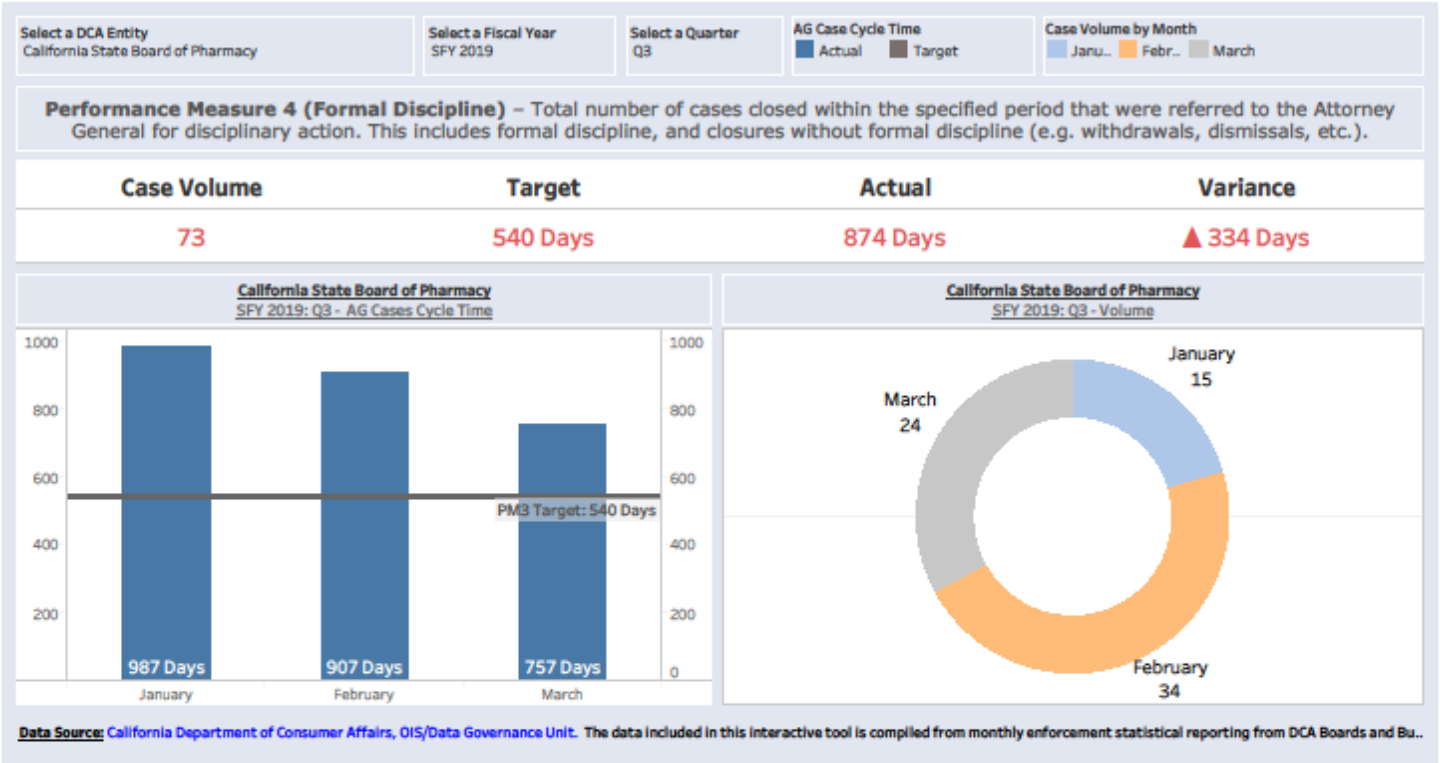 Select a DCA Entity
California State Board of Pharmacy
Select a Fiscal Year
SFY 2019
Select a Quarter
Q3
AG Case Cycle Time
Actual Target
Case Volume by Month
Janu.. Febr.. March
Performance Measure 4 (Formal Discipline) – Total number of cases closed within the specified period that were referred to the Attorney
General for disciplinary action. This includes formal discipline, and closures without formal discipline (e.g. withdrawals, dismissals, etc.).
Case Volume Target Actual Variance
73 540 Days 874 Days ▲ 334 Days
California State Board of Pharmacy
SFY 2019: Q3 - AG Cases Cycle Time
1000 1000
800 800
600 600
PM3 Target: 540 Days
400 400
200 200
987 Days 907 Days 757 Days 0
January February March
California State Board of Pharmacy
SFY 2019: Q3 - Volume
January
15
March
24
February
34
Data Source: California Department of Consumer Affairs, OIS/Data Governance Unit. The data included in this interactive tool is compiled from monthly enforcement statistical reporting from DCA Boards and Bu..